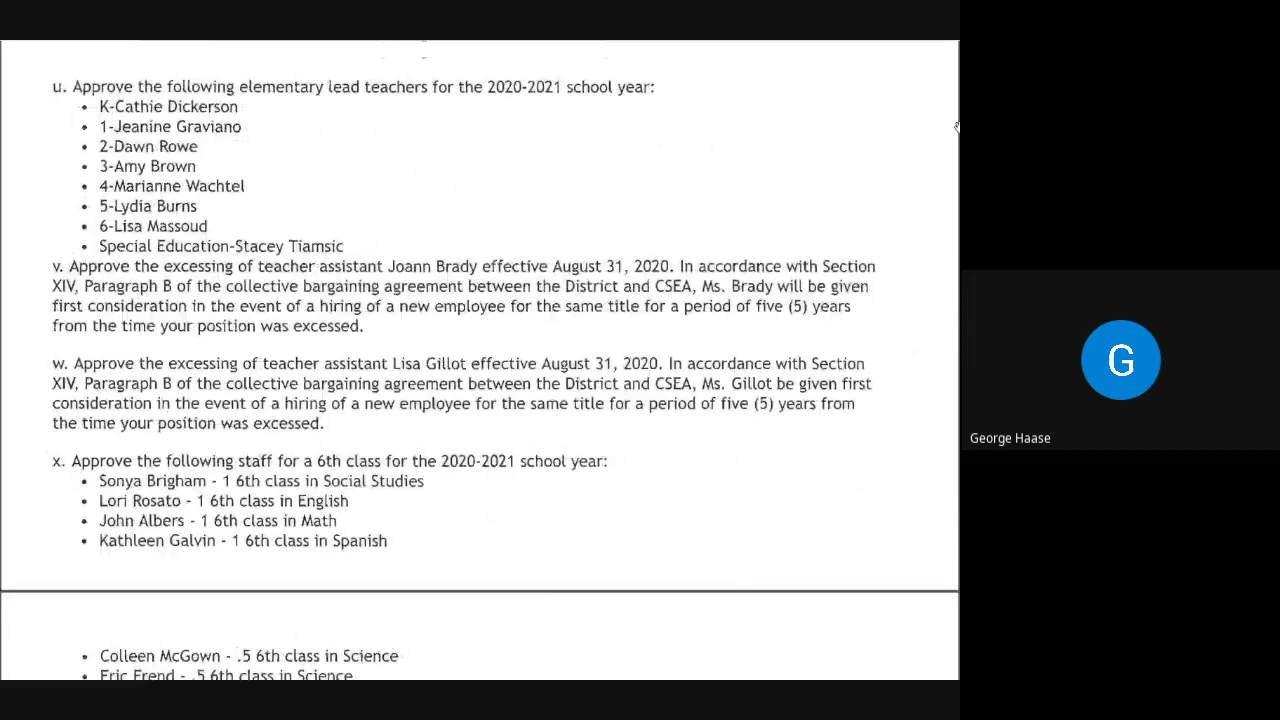 u. Approve the following elementary lead teachers for the 2020-2021 school year:
• K-Cathie Dickerson
• 1-Jeanine Graviano
• 2-Dawn Rowe
• 3-Amy Brown
• 4-Marianne Wachtel
• 5-Lydia Burns
• 6-Lisa Massoud
• Special Education-Stacey Tiamsic
v. Approve the excessing of teacher assistant Joann Brady effective August 31, 2020. In accordance with Section
XIV, Paragraph B of the collective bargaining agreement between the District and CSEA, Ms. Brady will be given
first consideration in the event of a hiring of a new employee for the same title for a period of five (5) years
from the time your position was excessed.
w. Approve the excessing of teacher assistant Lisa Gillot effective August 31, 2020. In accordance with Section
XIV, Paragraph B of the collective bargaining agreement between the District and CSEA, Ms. Gillot be given first
consideration in the event of a hiring of a new employee for the same title for a period of five (5) years from
the time your position was excessed.
x. Approve the following staff for a 6th class for the 2020-2021 school year:
• Sonya Brigham - 1 6th class in Social Studies
• Lori Rosato - 1 6th class in English
• John Albers - 1 6th class in Math
• Kathleen Galvin - 1 6th class in Spanish
• Colleen McGown - .5 6th class in Science
• Eric Frend - .5 6th class in Science
G
George Haase